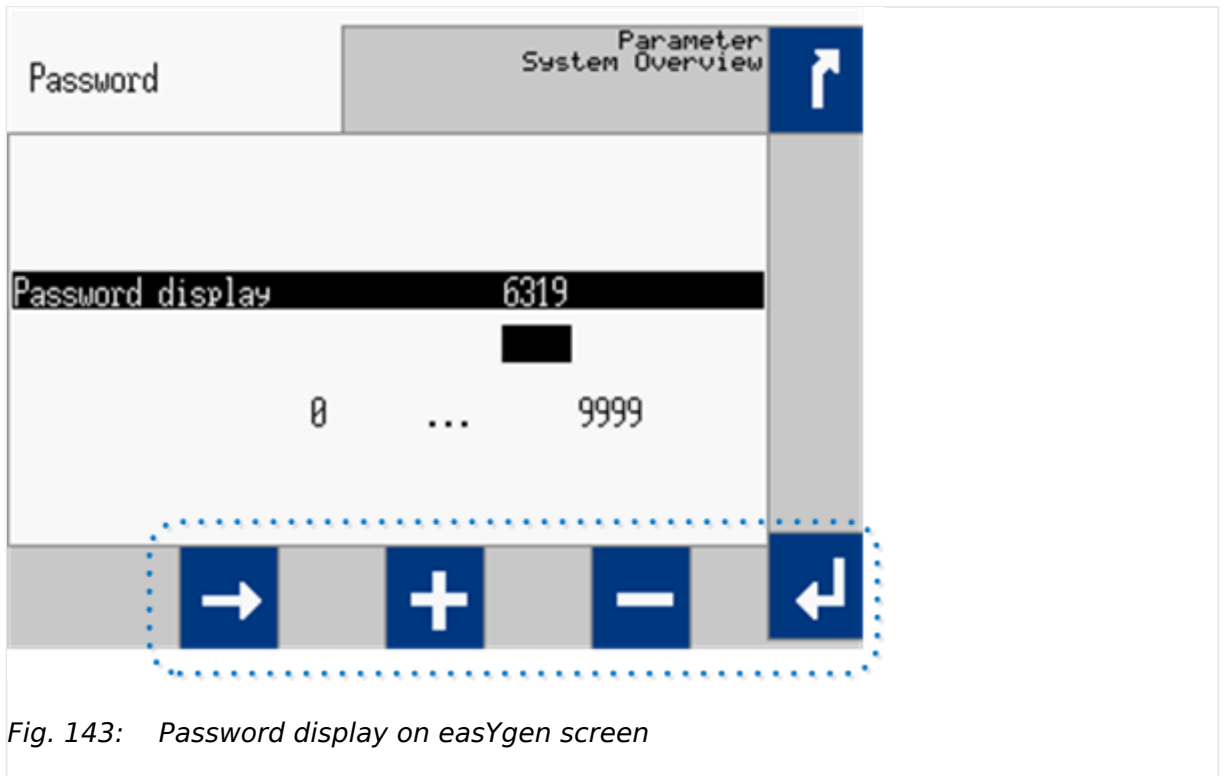 Parameter
System Overview
Password
Password display 6319
0 ... 9999
Fig. 143: Password display on easYgen screen